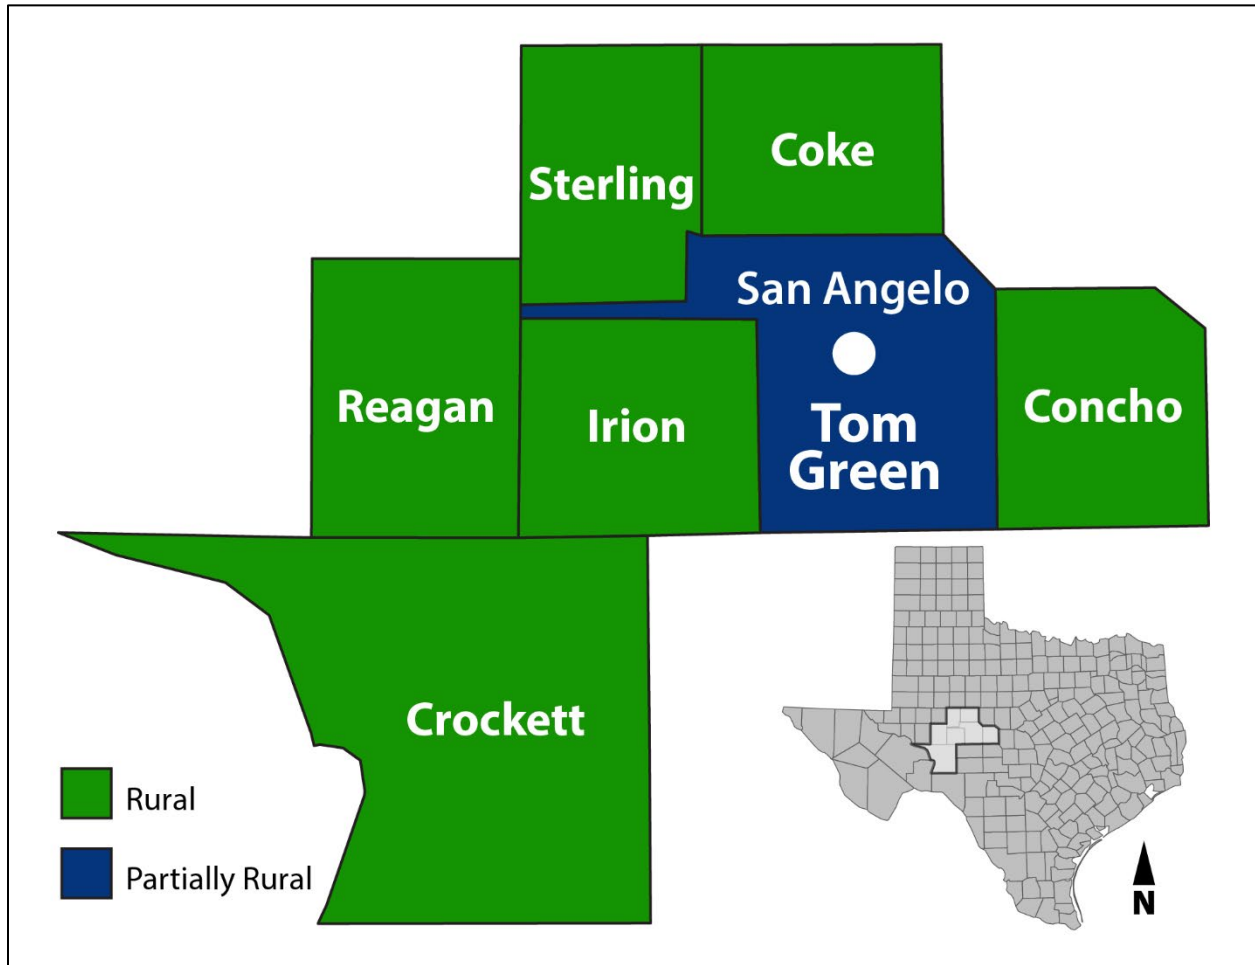 Coke
Sterling
San Angelo
Reagan
Irion
Tom
Green
Concho
Crockett
Rural
Partially Rural
N